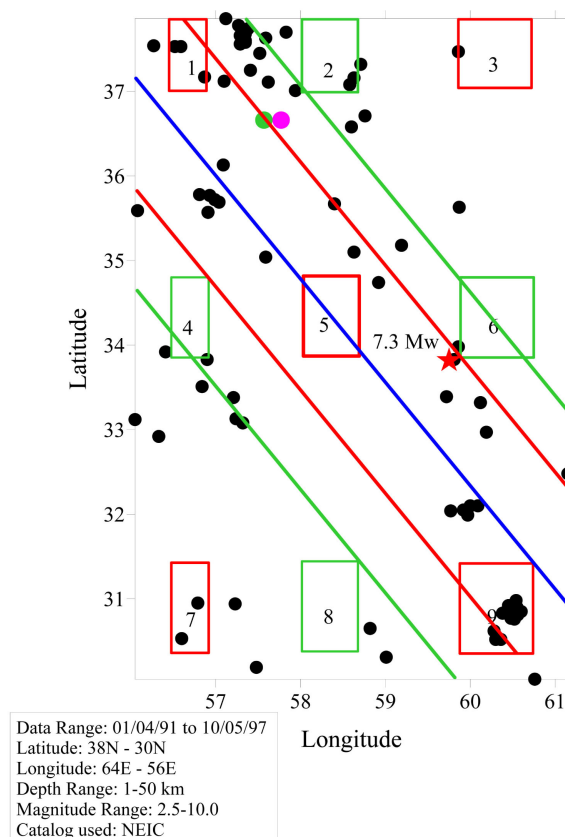 1
2
3
37
36
35
Latitude
4
5
6
7.3 Mw
34
33
32
31
7
8
9
57
58
59
60
61
Longitude
Data Range: 01/04/91 to 10/05/97
Latitude: 38N - 30N
Longitude: 64E - 56E
Depth Range: 1-50 km
Magnitude Range: 2.5-10.0
Catalog used: NEIC